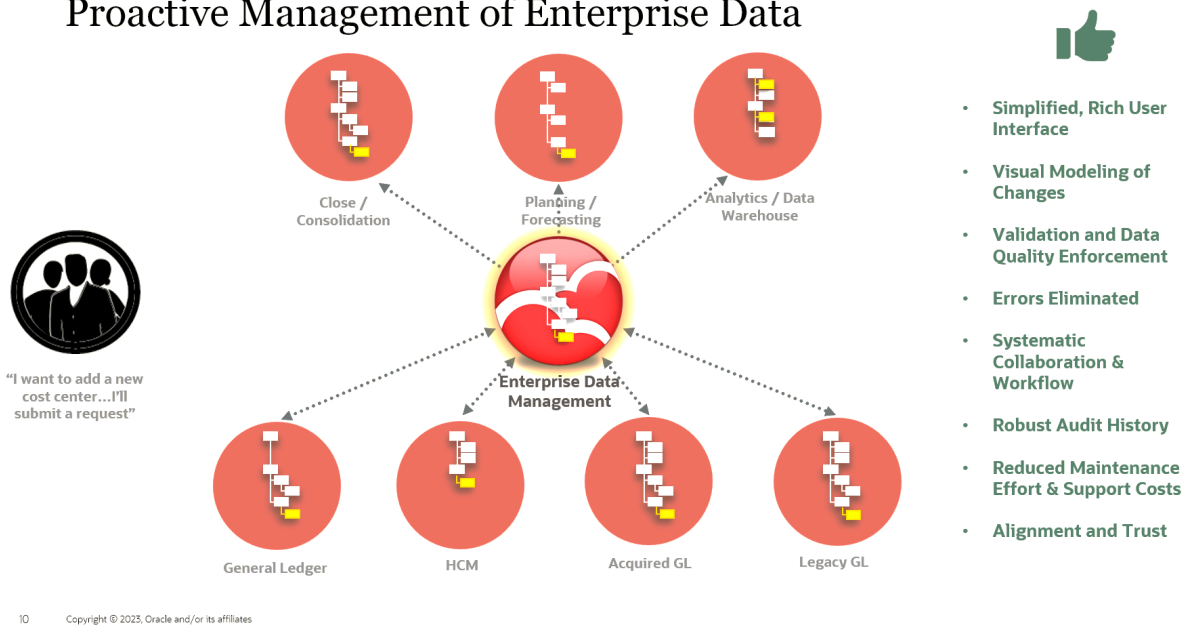 Proactive Management of Enterprise Data
Close /
Consolidation
Planning /
Forecasting
Analytics / Data
Warehouse
“I want to add a new
cost center...I’ll
submit a request”
Enterprise Data
Management
General Ledger
HCM
Acquired GL
Legacy GL
• Simplified, Rich User
Interface
• Visual Modeling of
Changes
• Validation and Data
Quality Enforcement
• Errors Eliminated
• Systematic
Collaboration &
Workflow
• Robust Audit History
• Reduced Maintenance
Effort & Support Costs
• Alignment and Trust
10 Copyright © 2023, Oracle and/or its affiliates